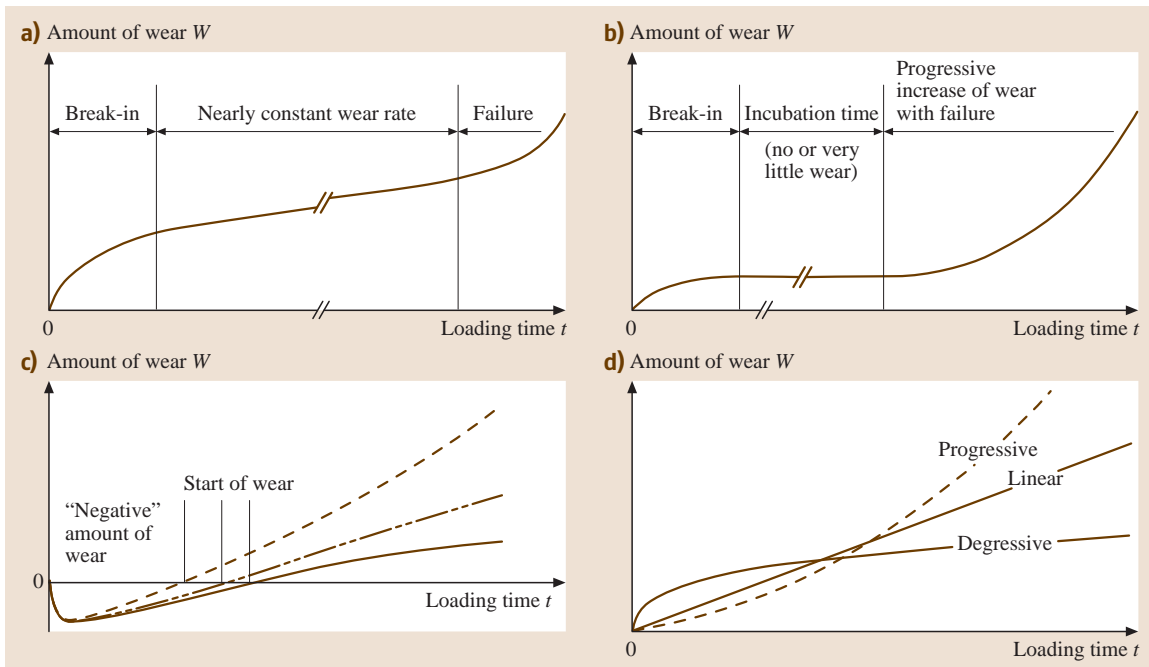 a) Amount of wear W
Break-in
Nearly constant wear rate
Failure
0
Loading time t
b) Amount of wear W
Progressive
increase of wear
with failure
Break-in
Incubation time
(no or very
little wear)
0
Loading time t
c) Amount of wear W
Start of wear
“Negative”
amount of
wear
0
Loading time t
d) Amount of wear W
Progressive
Linear
Degressive
0
Loading time t